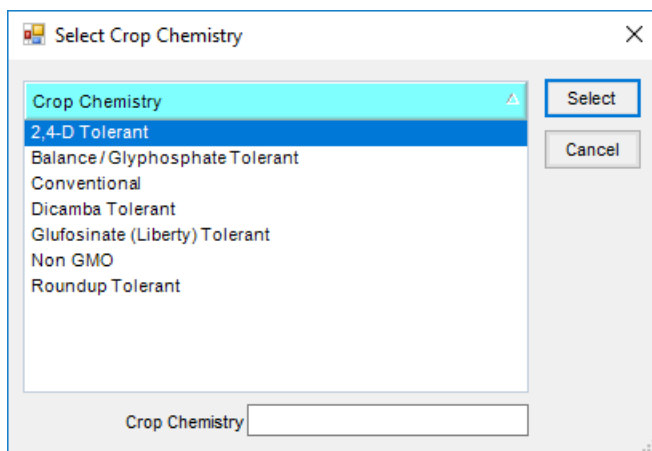 Select Crop Chemistry
Crop Chemistry
Select
2,4-D Tolerant
Balance / Glyphosphate Tolerant
Cancel
Conventional
Dicamba Tolerant
Glufosinate (Liberty) Tolerant
Non GMO
Roundup Tolerant
Crop Chemistry